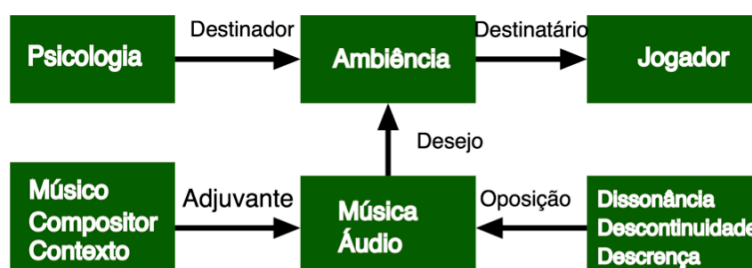 Psicologia
Destinador
Ambiência
Destinatário
Jogador
Desejo
Músico
Compositor
Contexto
Adjuvante
Música
Áudio
Oposição
Dissonância
Descontinuidade
Descrença